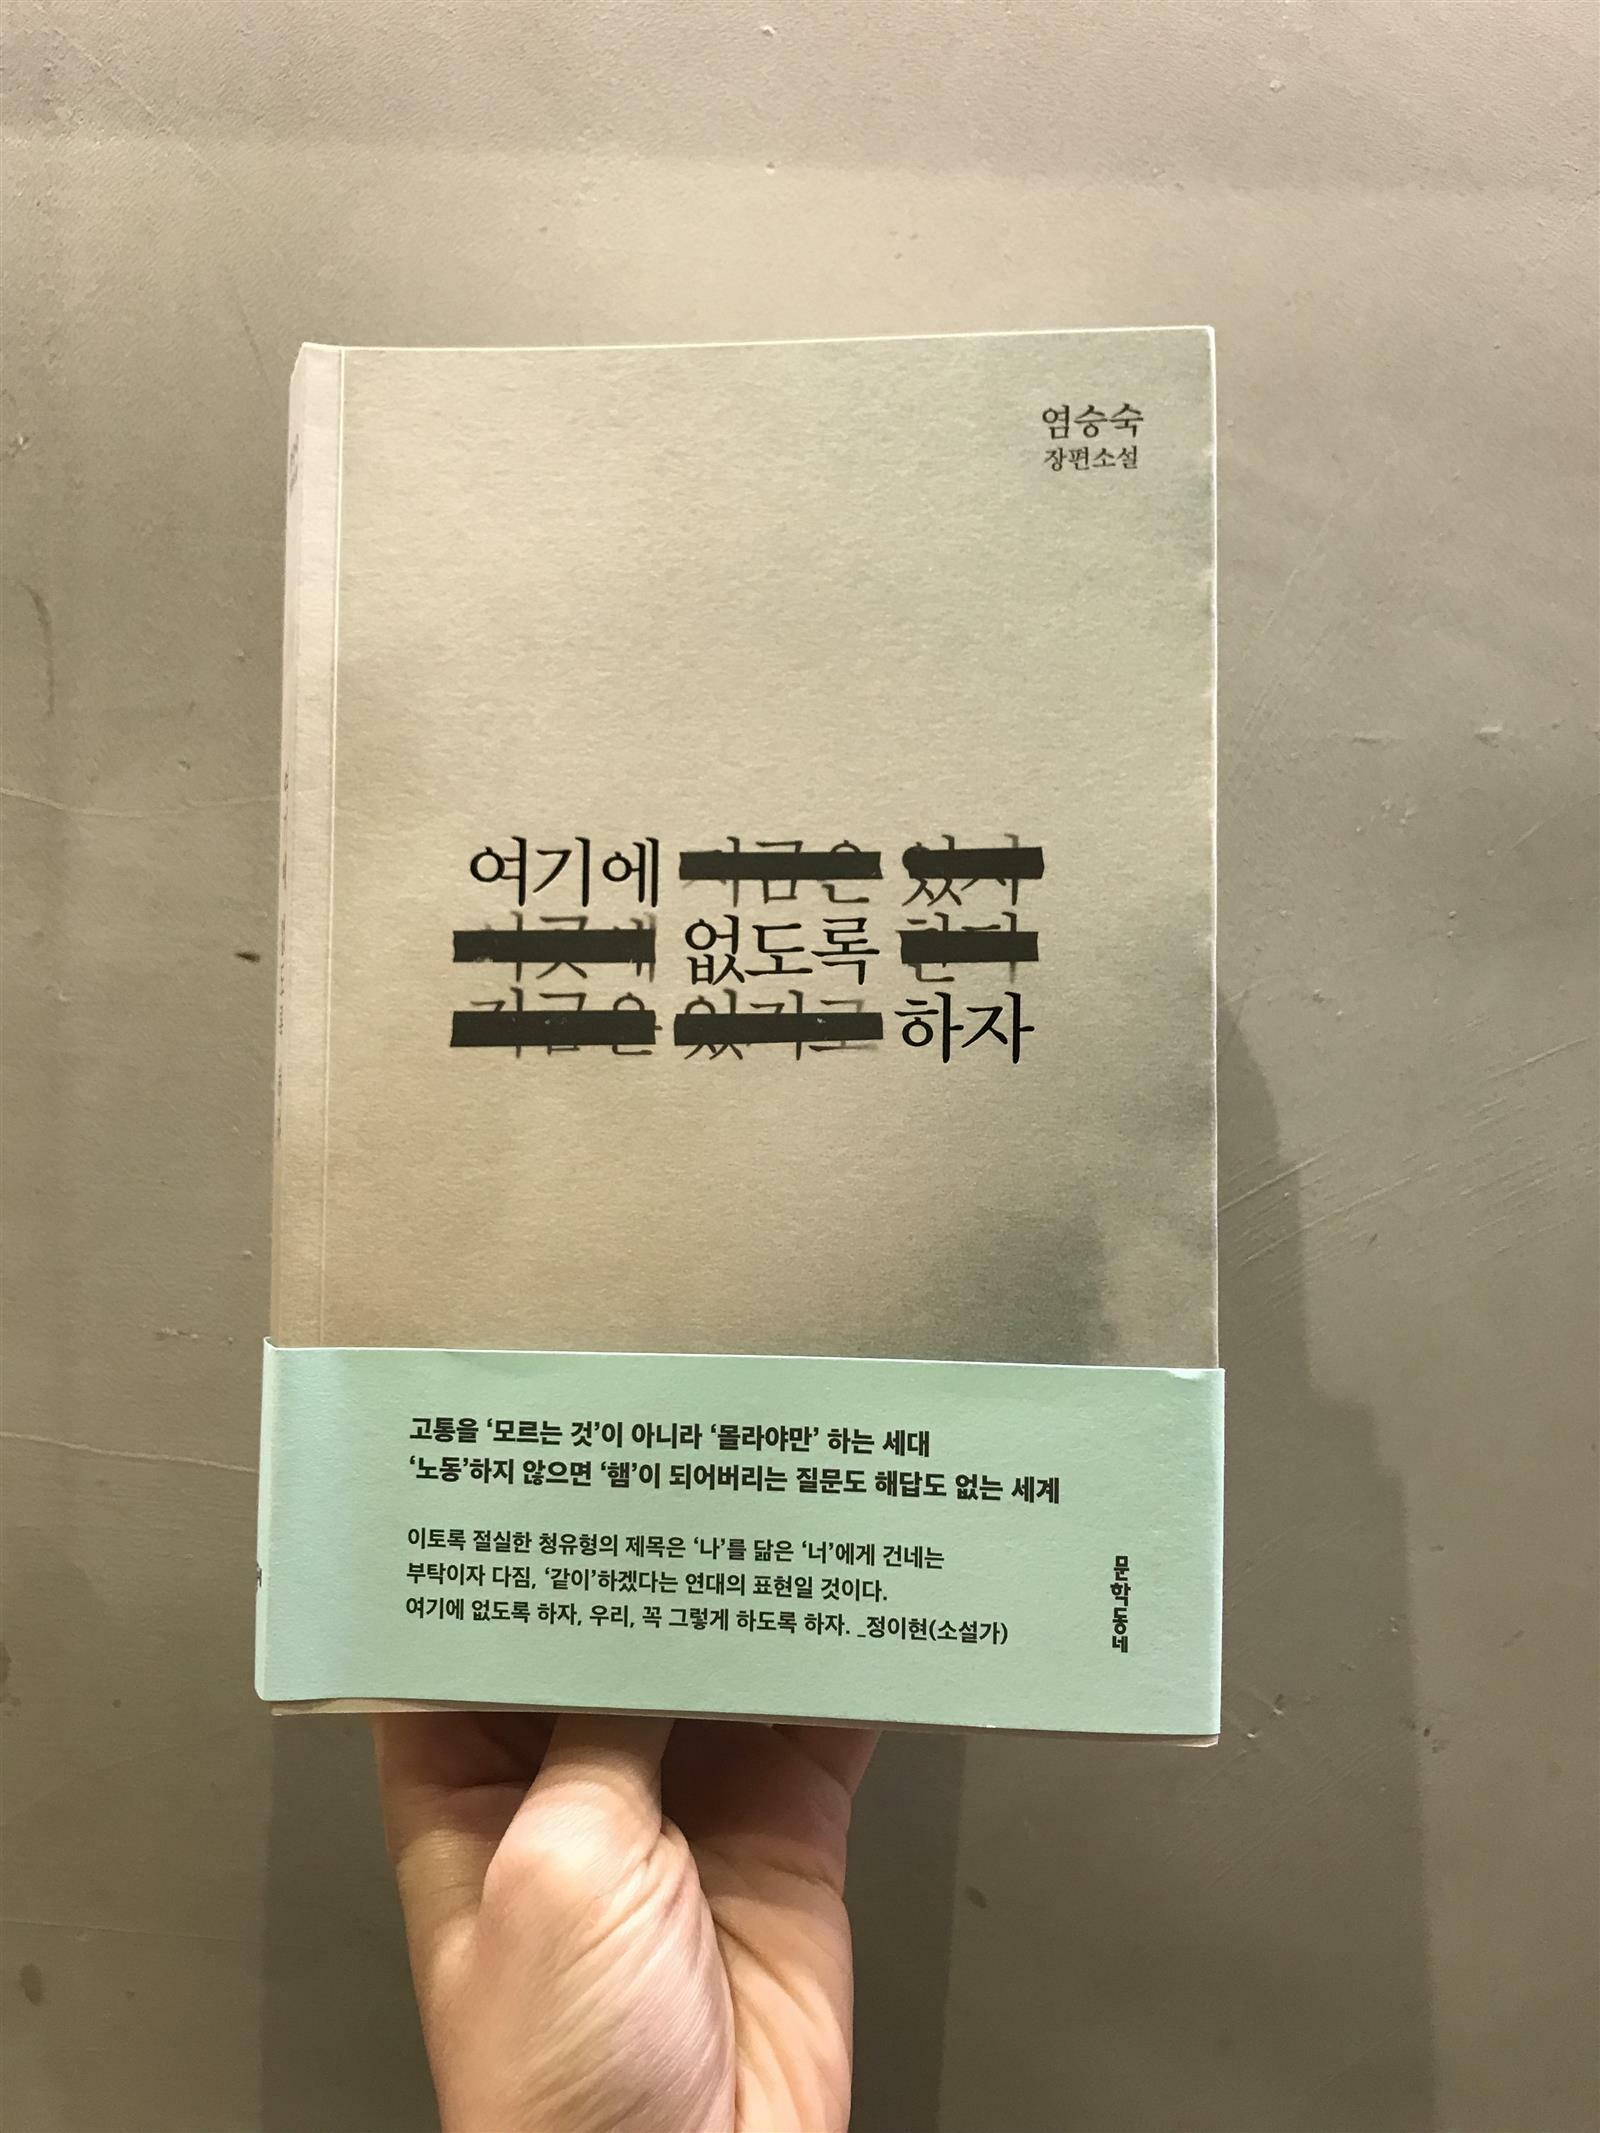 염승숙
장편소설
여기에
없도록
하자
고통을 ‘모르는 것’이 아니라 ‘몰라야만’ 하는 세대
‘노동’하지 않으면 ‘햄’이 되어버리는 질문도 해답도 없는 세계
이토록 절실한 청유형의 제목은 ‘나’를 닮은 ‘너’에게 건네는
부탁이자 다짐, ‘같이’하겠다는 연대의 표현일 것이다.
여기에 없도록 하자, 우리, 꼭 그렇게 하도록 하자. _정이현(소설가)
문학동네